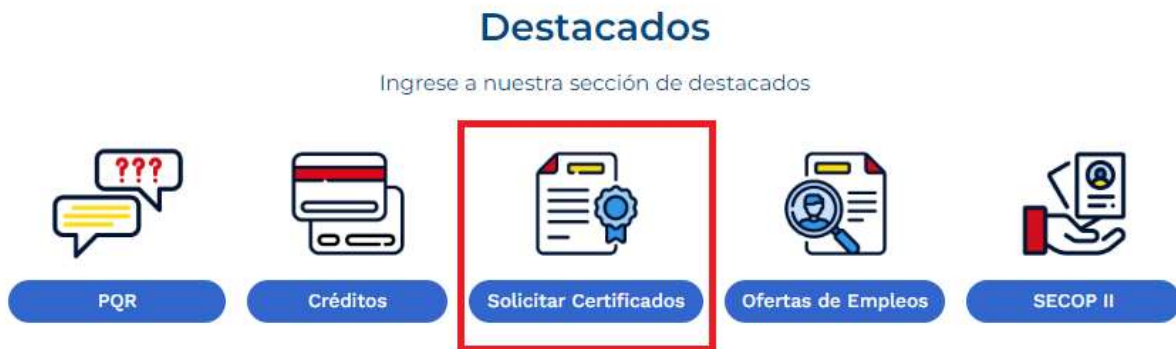 Destacados
Ingrese a nuestra sección de destacados
???
PQR
Créditos
Solicitar Certificados
Ofertas de Empleos
SECOP II